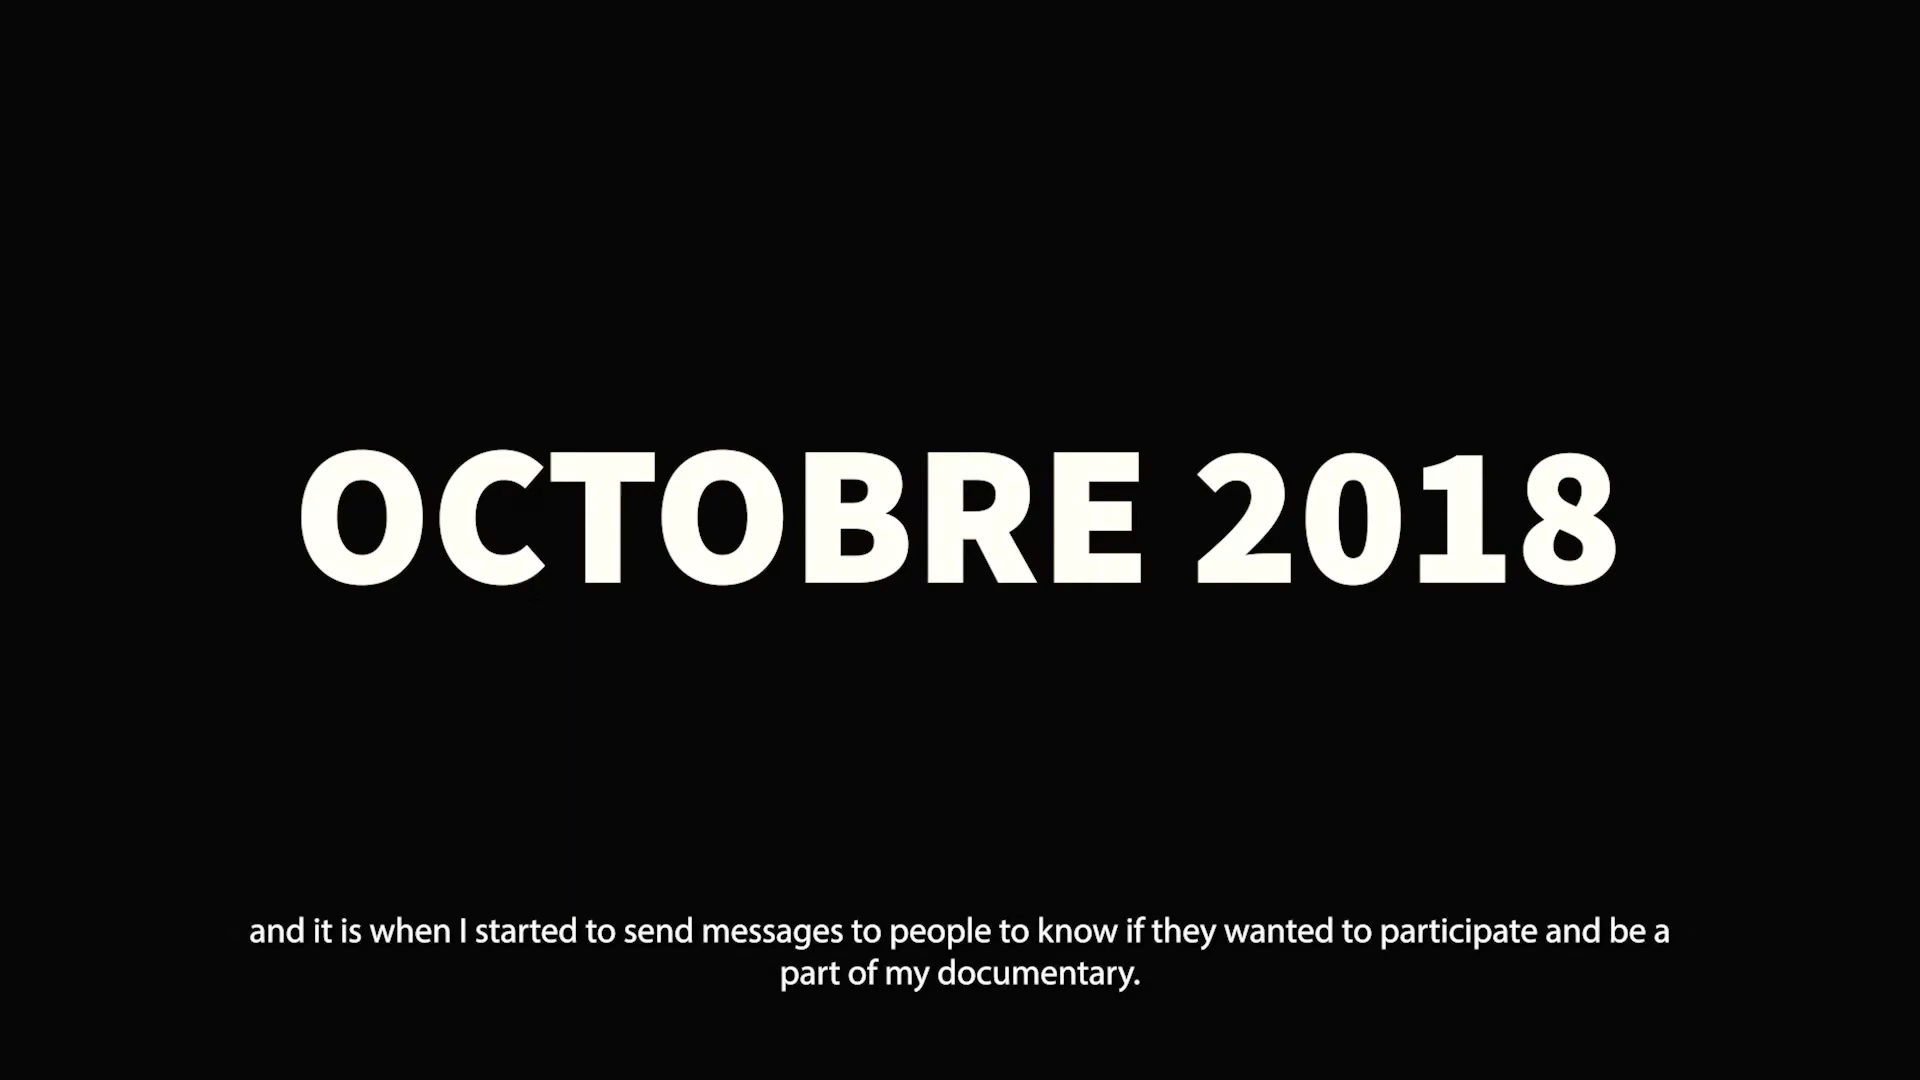 OCTOBRE 2018
and it is when I started to send messages to people to know if they wanted to participate and be a
part of my documentary.